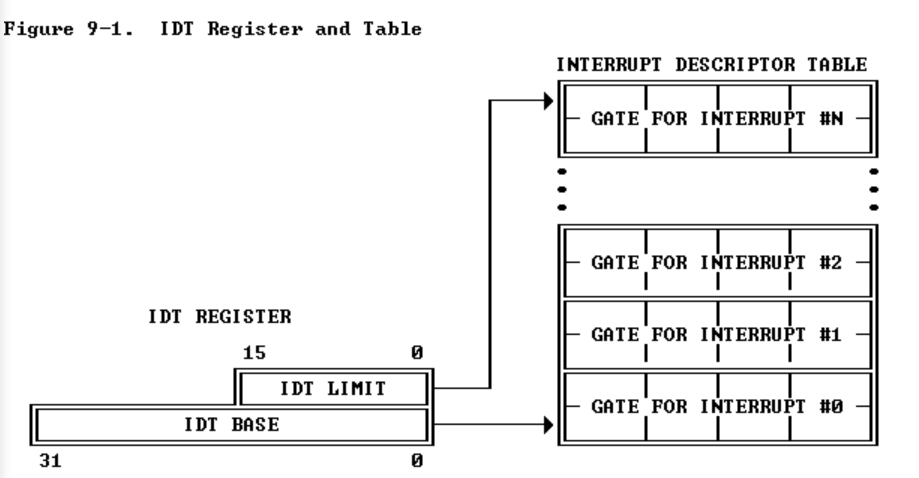 Figure 9-1.  IDT Register and Table
INTERRUPT DESCRIPTOR TABLE
GATE FOR INTERRUPT #N
GATE FOR INTERRUPT #2
GATE FOR INTERRUPT #1
GATE FOR INTERRUPT #0
IDT REGISTER
15 0
IDT LIMIT
IDT BASE
31 0